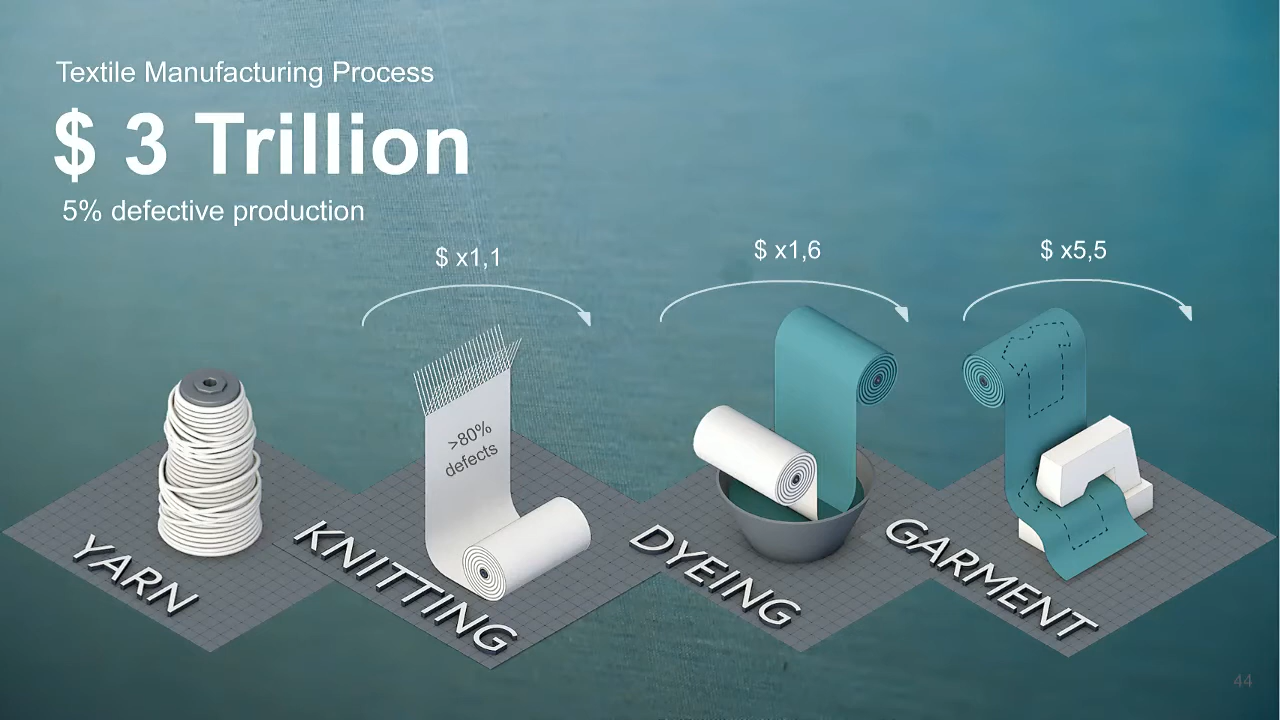 Textile Manufacturing Process
$ 3 Trillion
5% defective production
$ x1,1
$ x1,6
$ x5,5
>80%
defects
YARN
KNITTING
DYEING
GARMENT
44